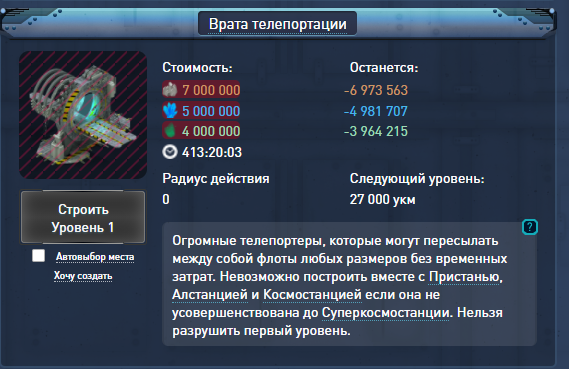 Врата телепортации
Стоимость: Останется:
7 000 000 -6 973 563
5 000 000 -4 981 707
4 000 000 -3 964 215
413:20:03
Радиус действия Следующий уровень:
0 27 000 укм
Строить
Уровень 1
Автовыбор места
Хочу создать
?
Огромные телепортеры, которые могут пересылать
между собой флоты любых размеров без временных
затрат. Невозможно построить вместе с Пристанью,
Алстанцией и Космостанцией если она не
усовершенствована до Суперкосмостанции. Нельзя
разрушить первый уровень.